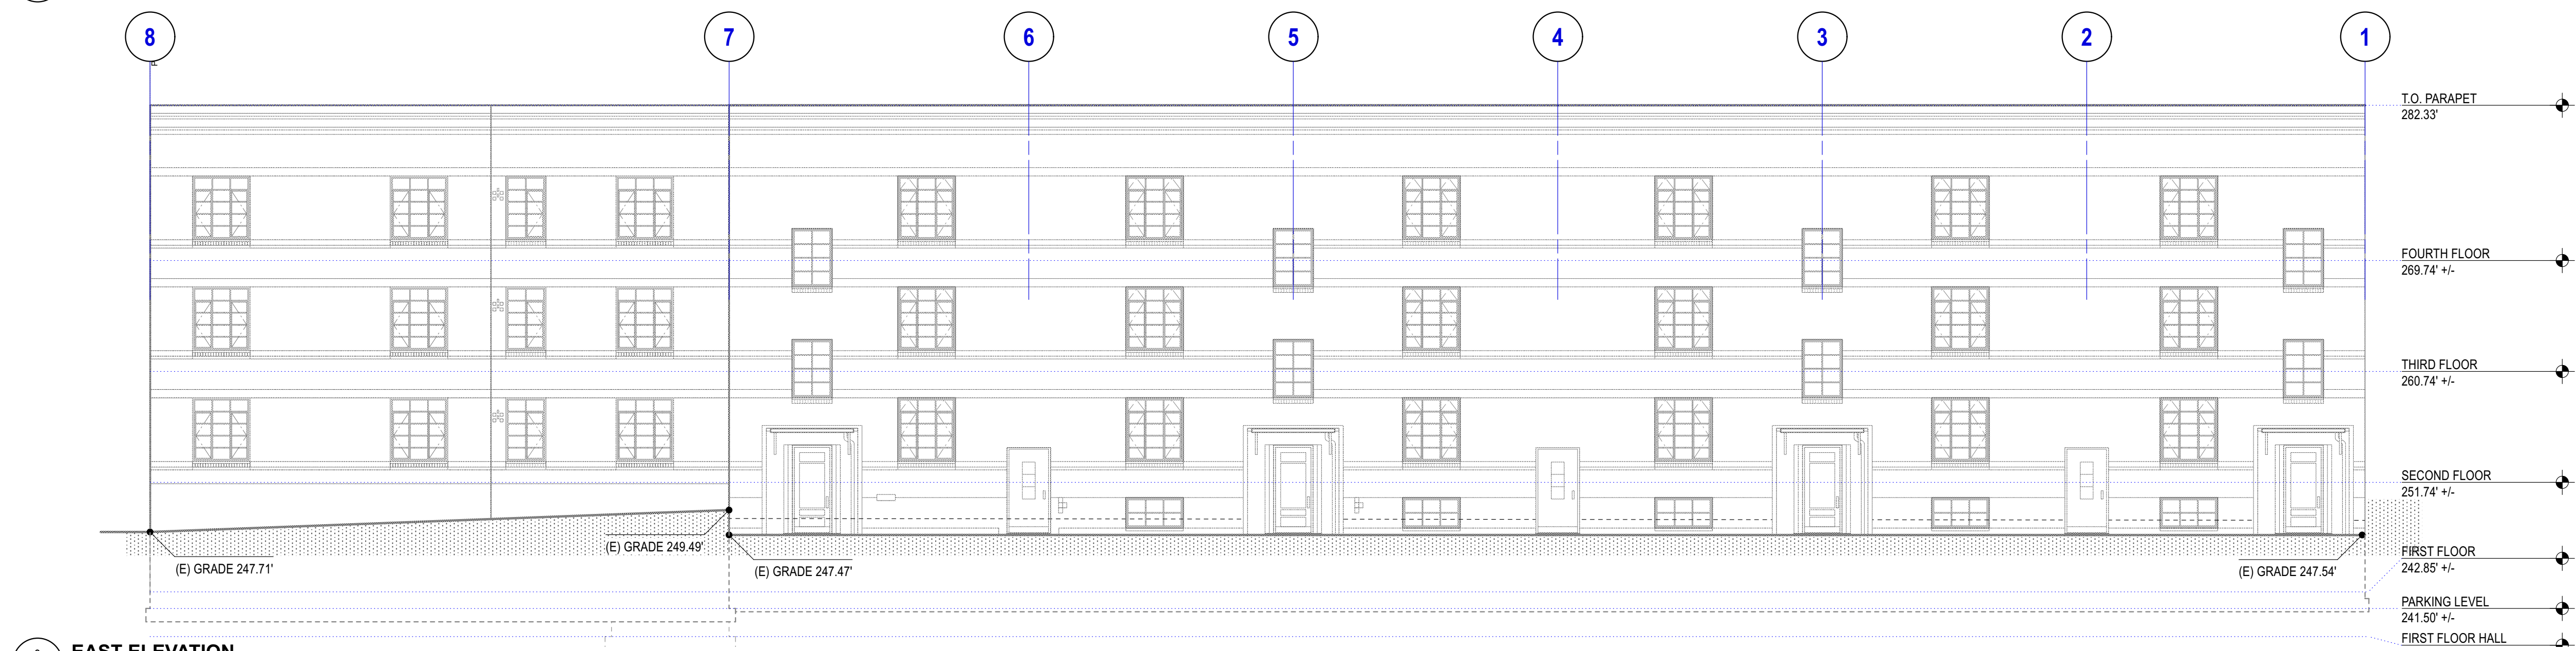 8 7 6 5 4 3 2 1
T.O. PARAPET
282.33'
FOURTH FLOOR
269.74' +/-
THIRD FLOOR
260.74' +/-
SECOND FLOOR
251.74' +/-
(E) GRADE 249.49'
FIRST FLOOR
242.85' +/-
(E) GRADE 247.71'
(E) GRADE 247.47'
(E) GRADE 247.54'
PARKING LEVEL
241.50' +/-
FIRST FLOOR HALL
EAST ELEVATION